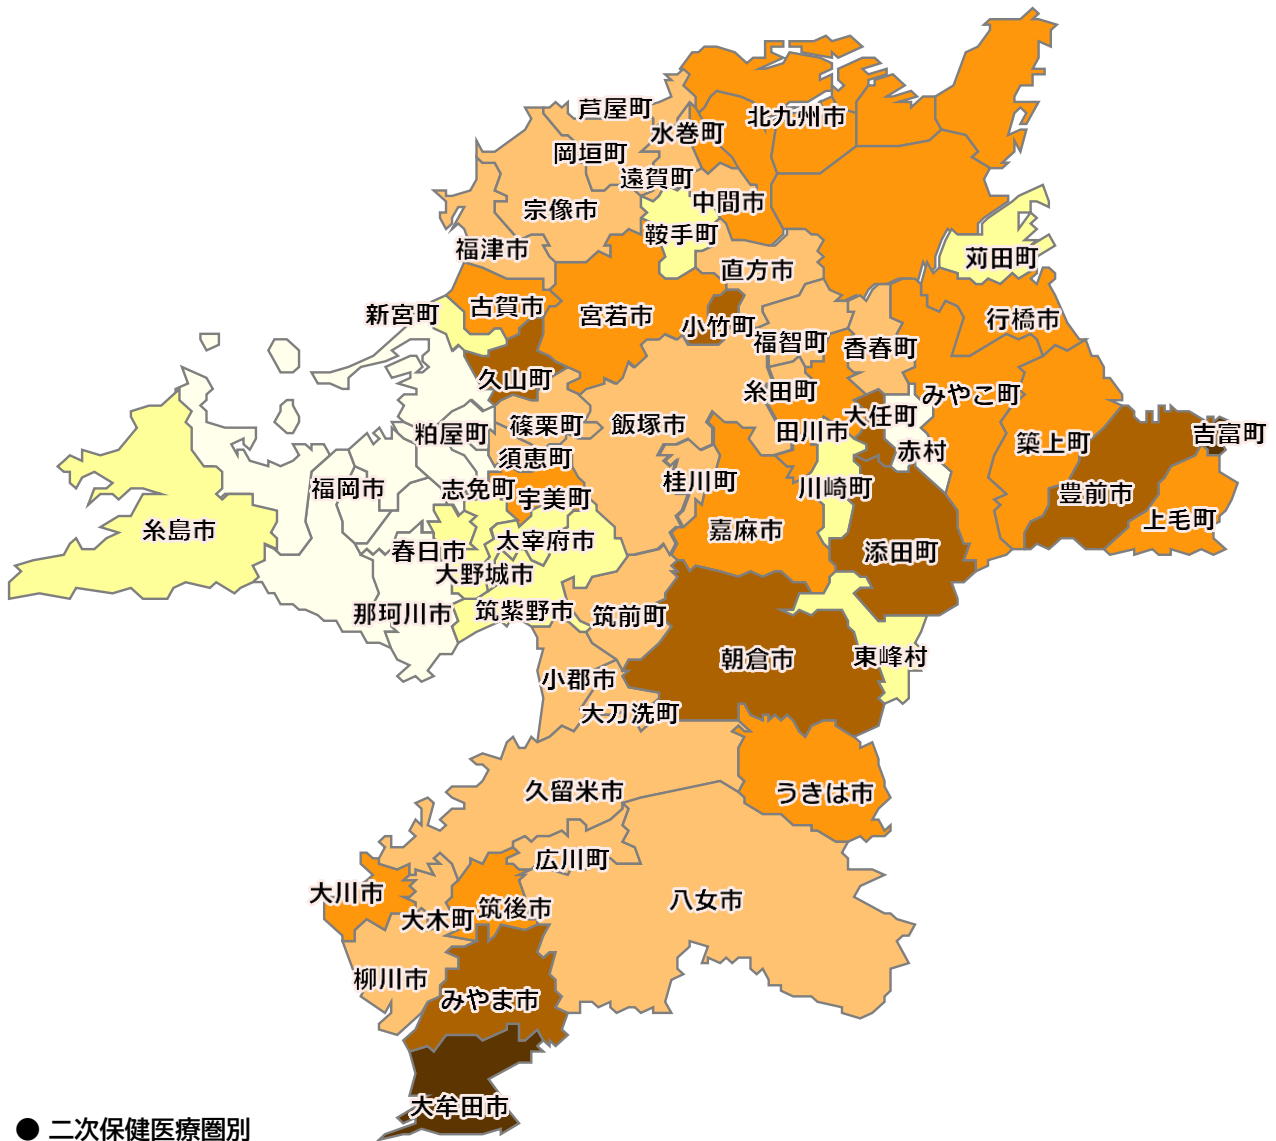 芦屋町
北九州市
水巻町
岡垣町
遠賀町
中間市
宗像市
鞍手町
福津市
苅田町
直方市
古賀市
新宮町
宮若市
小竹町
行橋市
福智町
香春町
久山町
糸田町
みやこ町
大任町
篠栗町
飯塚市
田川市
粕屋町
吉富町
築上町
赤村
須恵町
桂川町
川崎町
福岡市
志免町
宇美町
豊前市
上毛町
糸島市
嘉麻市
太宰府市
春日市
添田町
大野城市
那珂川市
筑紫野市
筑前町
朝倉市
東峰村
小郡市
大刀洗町
久留米市
うきは市
広川町
大川市
八女市
筑後市
大木町
柳川市
みやま市
大牟田市
● 二次保健医療圏別